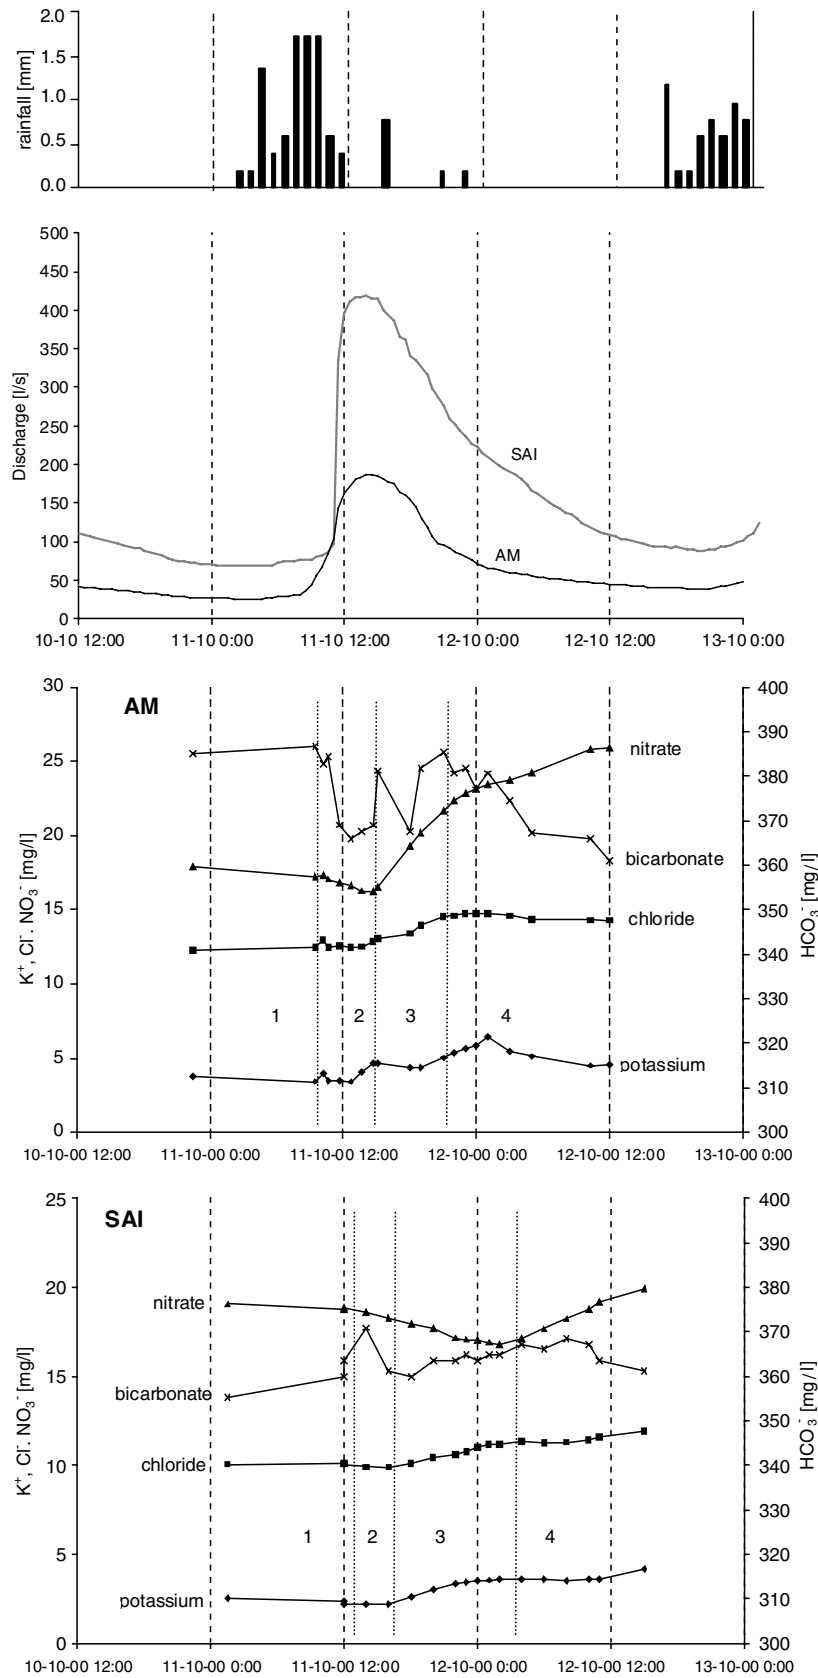 rainfall [mm]
2.0
1.5
1.0
0.5
0.0
Discharge [l/s]
500
450
400
350
300
250
200
150
100
50
0
SAI
AM
10-10 12:00 11-10 0:00 11-10 12:00 12-10 0:00 12-10 12:00 13-10 0:00
K⁺, Cl⁻. NO₃⁻ [mg/l]
30
25
20
15
10
5
0
AM
nitrate
bicarbonate
chloride
potassium
1 2 3 4
HCO₃⁻ [mg/l]
400
390
380
370
360
350
340
330
320
310
300
10-10-00 12:00 11-10-00 0:00 11-10-00 12:00 12-10-00 0:00 12-10-00 12:00 13-10-00 0:00
K⁺, Cl⁻. NO₃⁻ [mg/l]
25
20
15
10
5
0
SAI
nitrate
bicarbonate
chloride
potassium
1 2 3 4
HCO₃⁻ [mg/l]
400
390
380
370
360
350
340
330
320
310
300
10-10-00 12:00 11-10-00 0:00 11-10-00 12:00 12-10-00 0:00 12-10-00 12:00 13-10-00 0:00